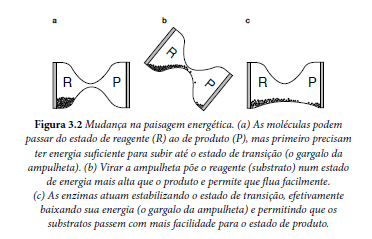 a b c
R P R P R P
Figura 3.2 Mudança na paisagem energética. (a) As moléculas podem
passar do estado de reagente (R) ao de produto (P), mas primeiro precisam
ter energia suficiente para subir até o estado de transição (o gargalo da
ampulheta). (b) Virar a ampulheta põe o reagente (substrato) num estado
de energia mais alta que o produto e permite que flua facilmente.
(c) As enzimas atuam estabilizando o estado de transição, efetivamente
baixando sua energia (o gargalo da ampulheta) e permitindo que os
substratos passem com mais facilidade para o estado de produto.